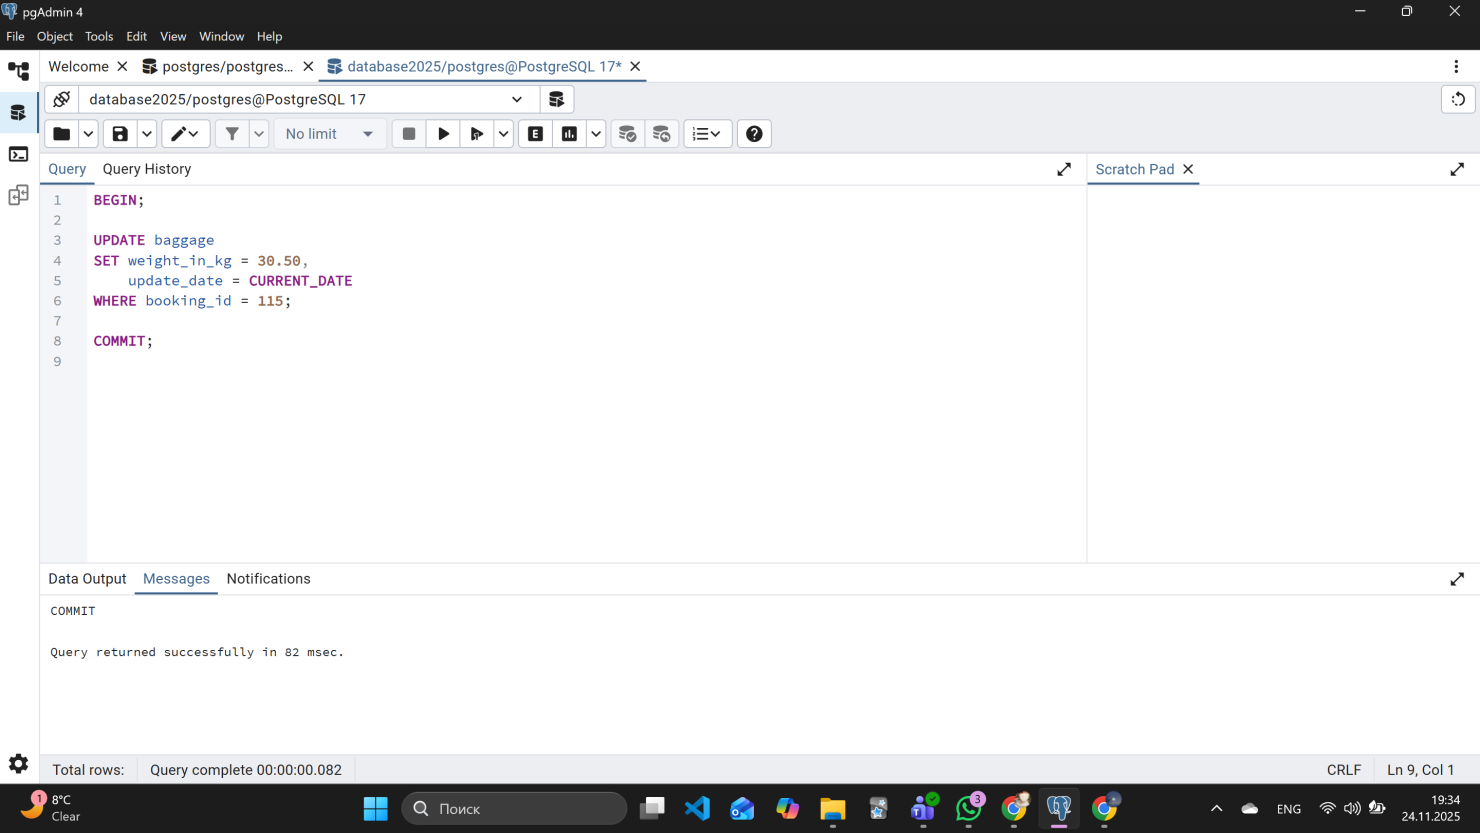 pgAdmin 4
File Object Tools Edit View Window Help
Welcome postgres/postgres... database2025/postgres@PostgreSQL 17*
database2025/postgres@PostgreSQL 17
No limit
E
Query Query History
Scratch Pad
1 BEGIN;
2
3 UPDATE baggage
4 SET weight_in_kg = 30.50,
5 update_date = CURRENT_DATE
6 WHERE booking_id = 115;
7
8 COMMIT;
9
Data Output Messages Notifications
COMMIT
Query returned successfully in 82 msec.
Total rows: Query complete 00:00:00.082
CRLF Ln 9, Col 1
1 8°C
Clear
Поиск
3
ENG
19:34
24.11.2025